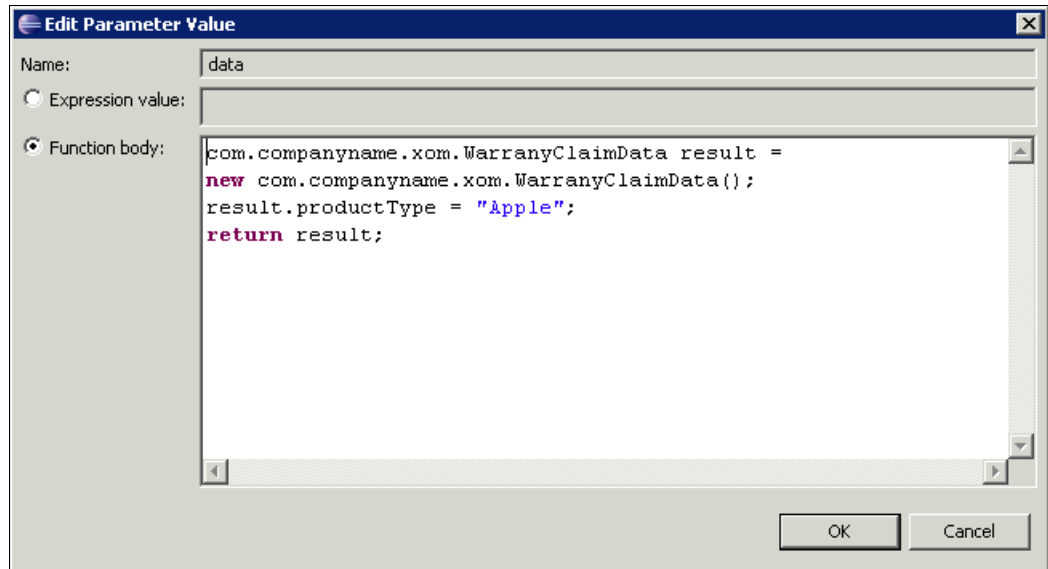 Edit Parameter Value
Name: data
Expression value:
Function body:
com.companyname.xom.WarranyClaimData result =
new com.companyname.xom.WarranyClaimData();
result.productType = "Apple";
return result;
OK Cancel